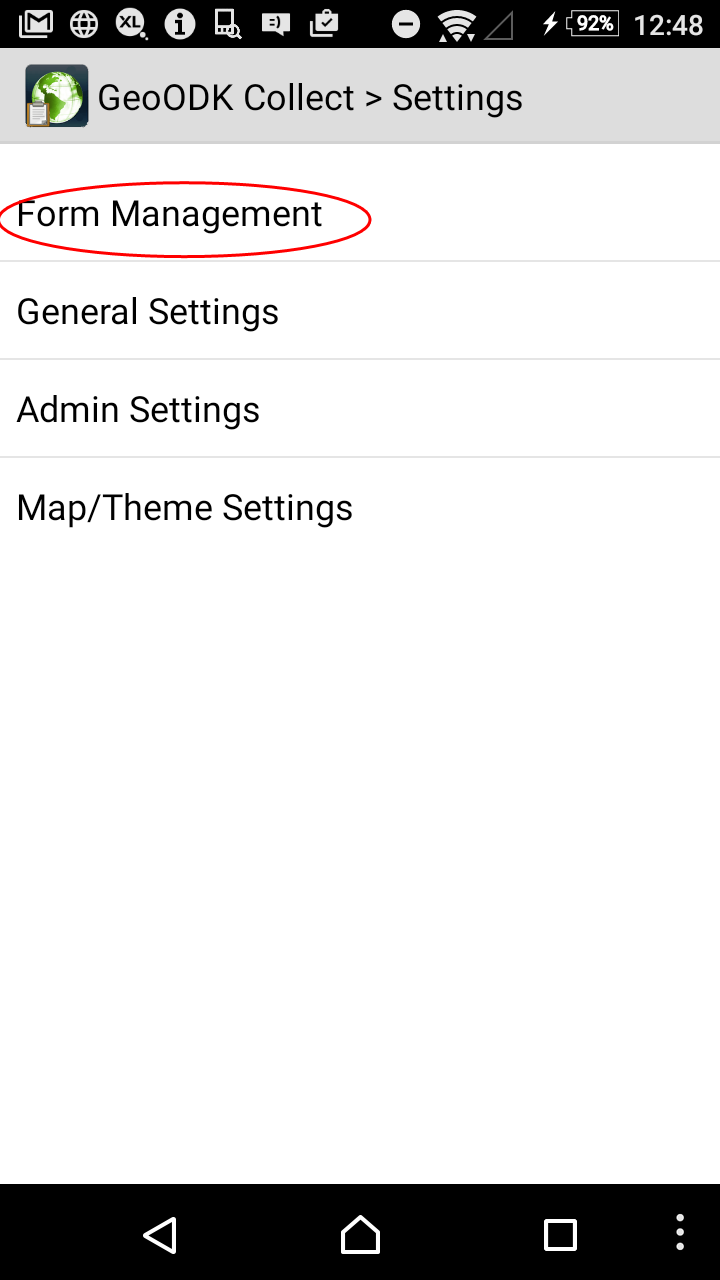 XL
92%
12:48
GeoODK Collect > Settings
Form Management
General Settings
Admin Settings
Map/Theme Settings